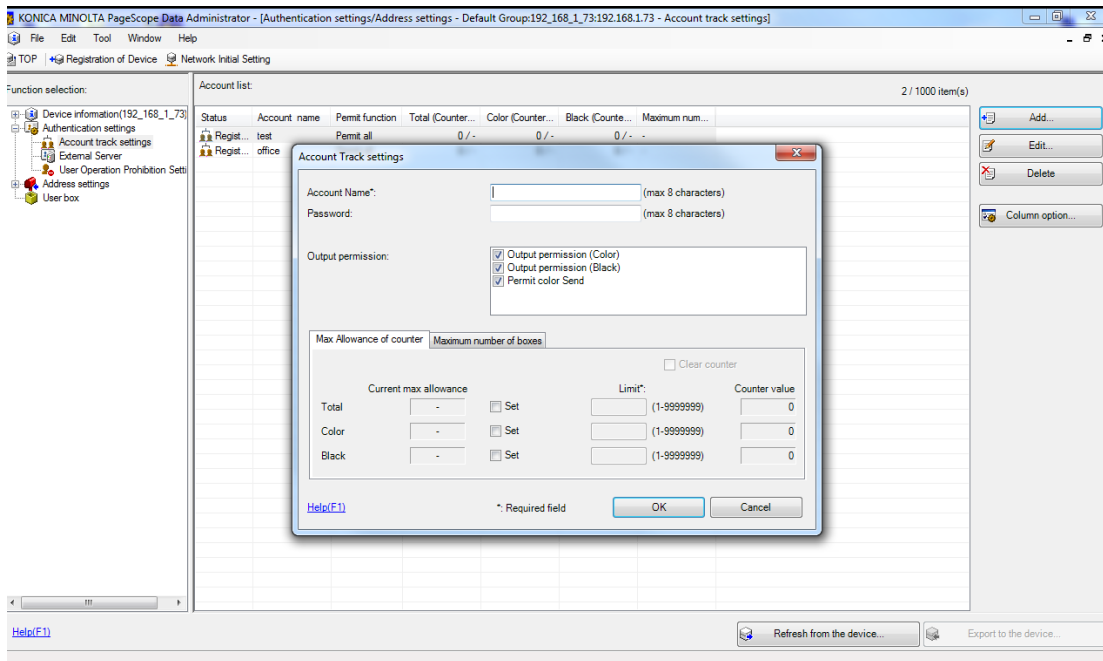 KONICA MINOLTA PageScope Data Administrator - [Authentication settings/Address settings - Default Group:192_168_1_73:192.168.1.73 - Account track settings]
File Edit Tool Window Help
TOP Registration of Device Network Initial Setting
Function selection:
Device information(192_168_1_73)
Authentication settings
Account track settings
External Server
User Operation Prohibition Setti
Address settings
User box
Account list:
2 / 1000 item(s)
Status Account name Permit function Total (Counter... Color (Counter... Black (Counte... Maximum num...
Regist... test Permit all 0 / - 0 / - 0 / - -
Regist... office
Add...
Edit...
Delete
Column option...
Account Track settings
Account Name*: (max 8 characters)
Password: (max 8 characters)
Output permission:
Output permission (Color)
Output permission (Black)
Permit color Send
Max Allowance of counter Maximum number of boxes
Clear counter
Current max allowance Limit*: Counter value
Total - Set (1-9999999) 0
Color - Set (1-9999999) 0
Black - Set (1-9999999) 0
Help(F1) *: Required field OK Cancel
Help(F1) Refresh from the device... Export to the device...